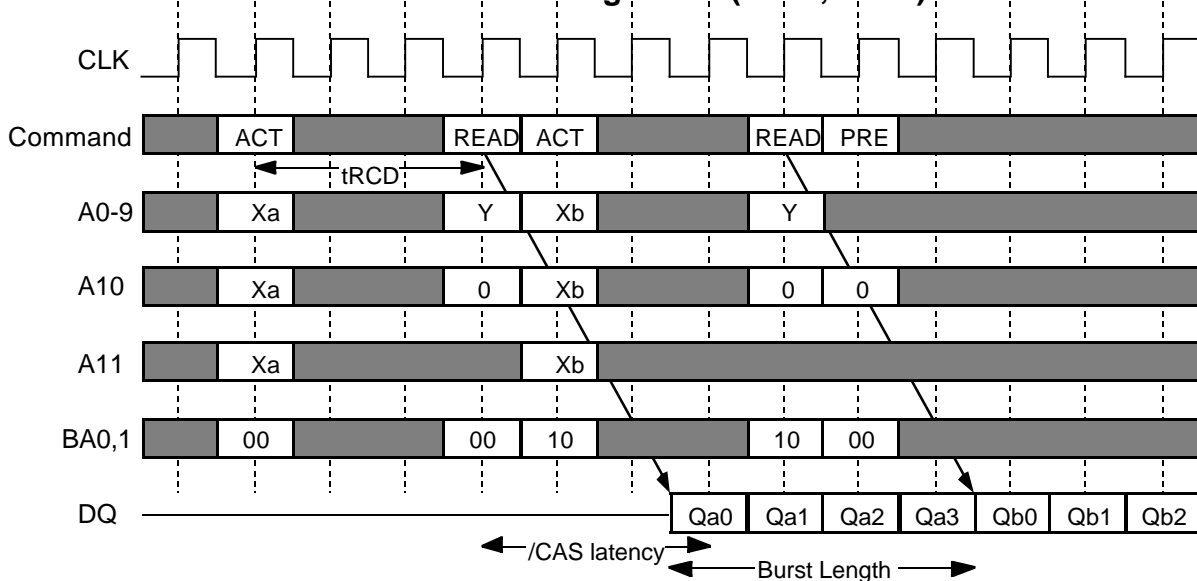 CLK
Command ACT READ ACT READ PRE
tRCD
A0-9 Xa Y Xb Y
A10 Xa 0 Xb 0 0
A11 Xa Xb
BA0,1 00 00 10 10 00
DQ Qa0 Qa1 Qa2 Qa3 Qb0 Qb1 Qb2
/CAS latency
Burst Length